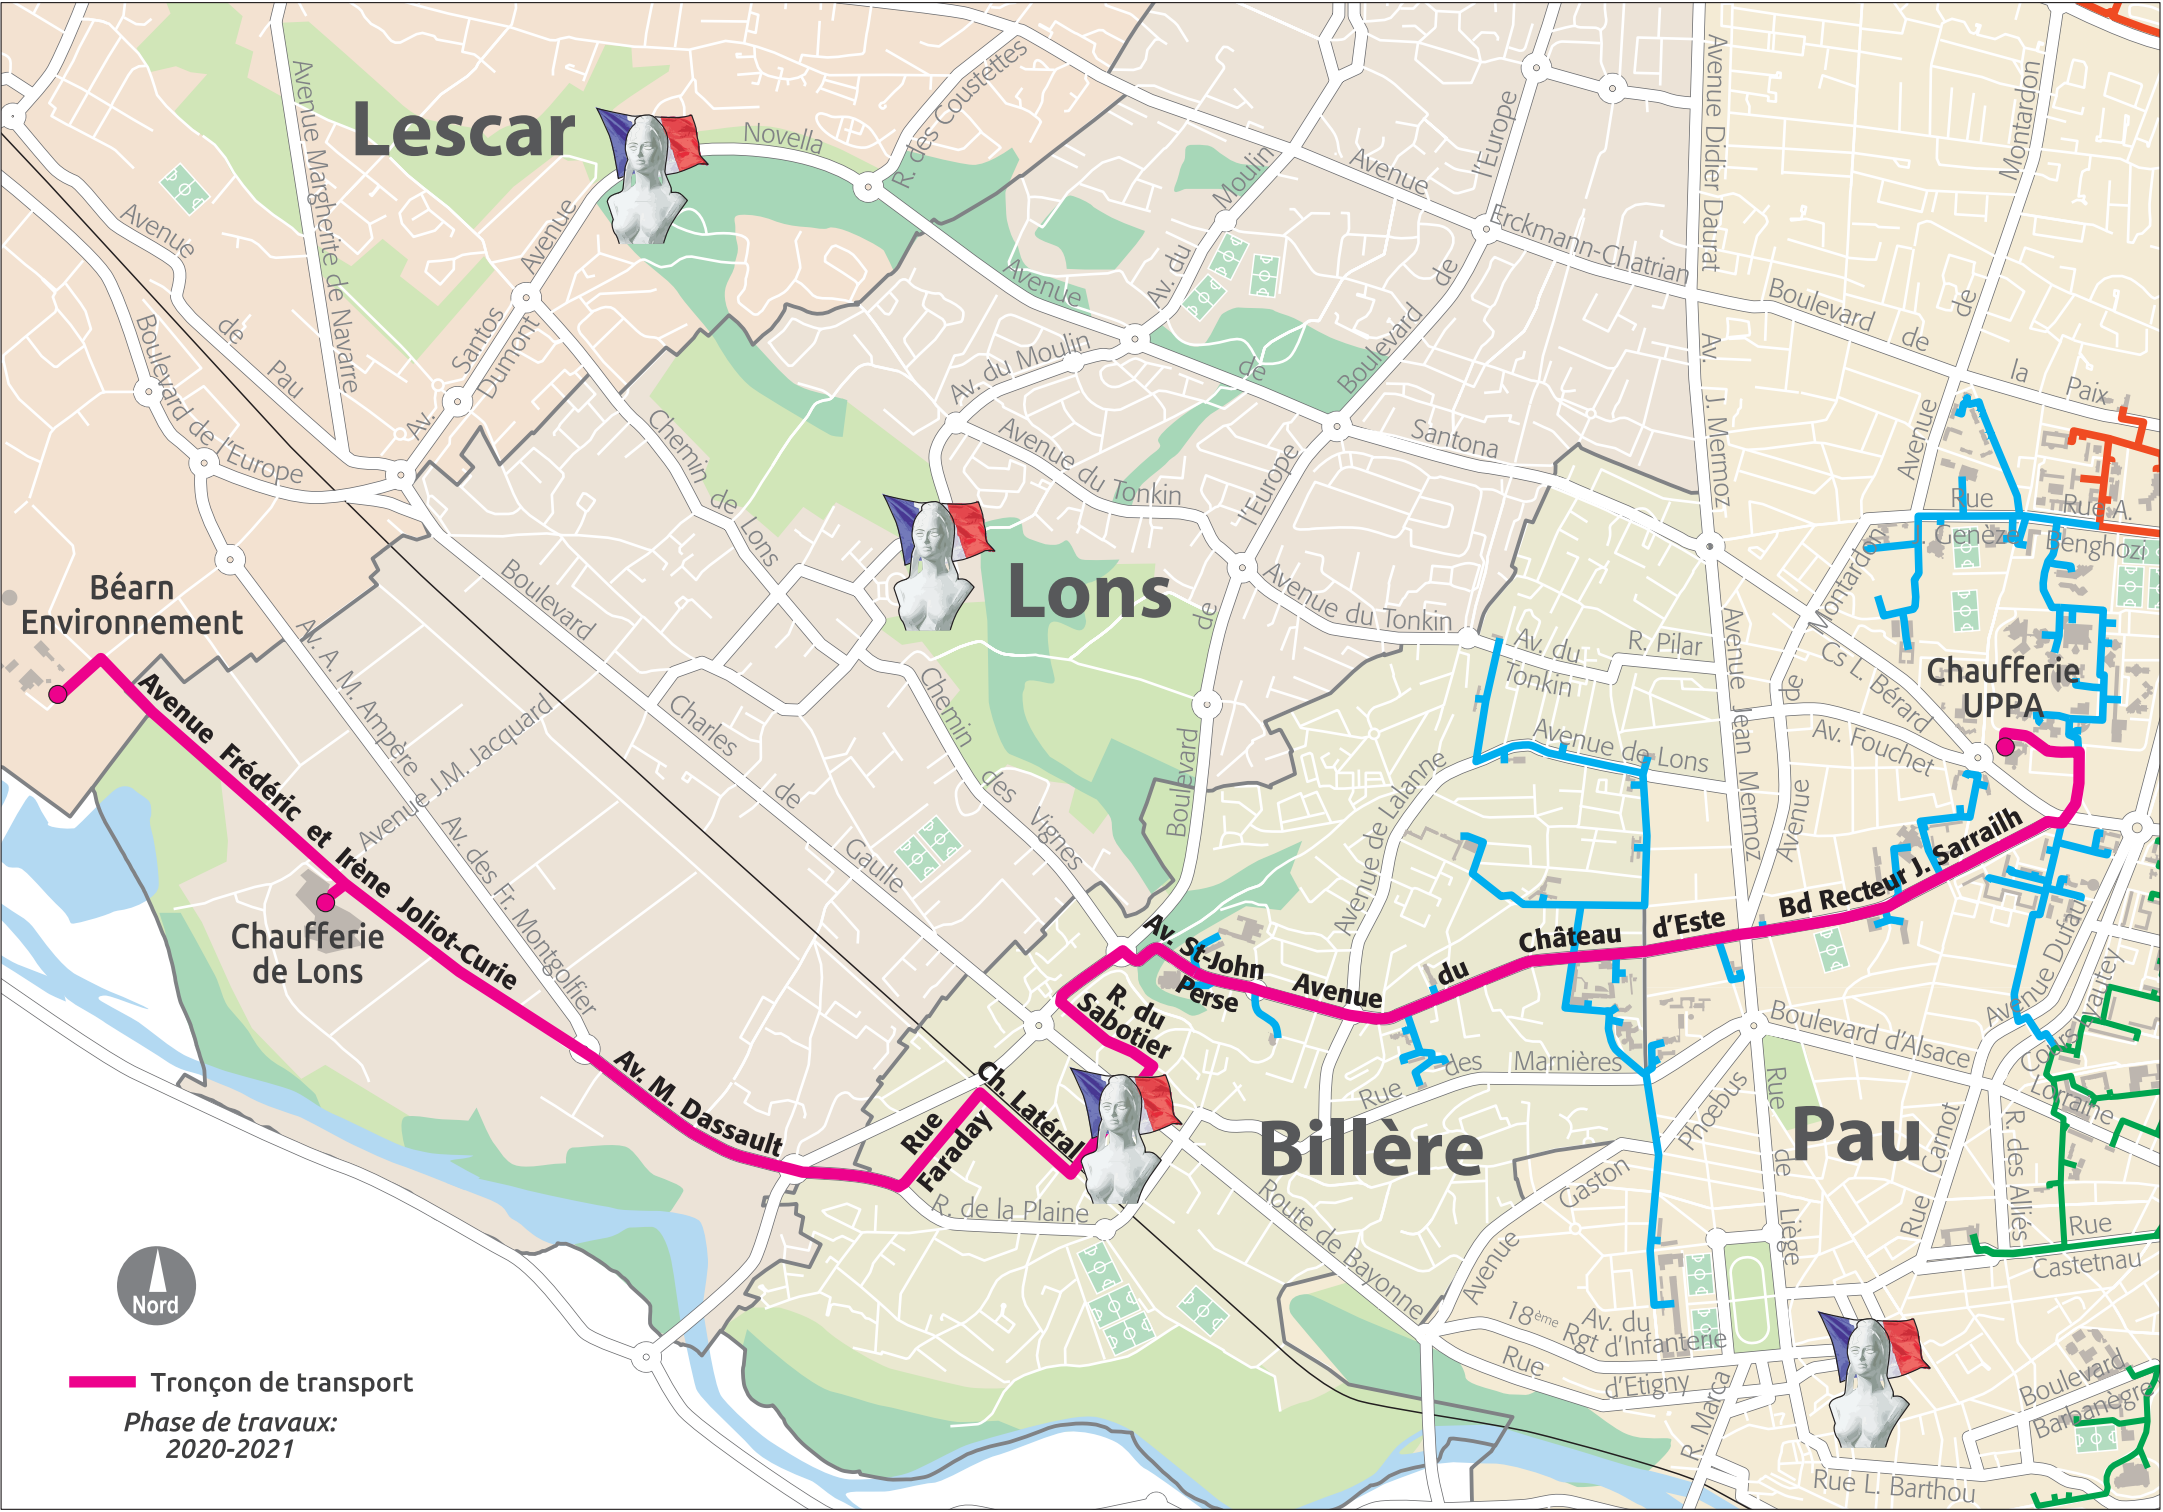 Lescar
Novella
R. des Coustettes
Avenue Margherite de Navarre
Avenue
de
Pau
Avenue
Santos
Dumont
Av.
Boulevard de l'Europe
Moulin
Av. du
Avenue
de
Santona
Avenue
Erckmann-Chatrian
l'Europe
de
Boulevard
Avenue Didier Daurat
Av.
J. Mermoz
Avenue
Jean Mermoz
Montardon
de
Avenue
Boulevard
de
la
Paix
Av. du Moulin
Avenue du Tonkin
l'Europe
de
Boulevard
Avenue du Tonkin
Av. du
Tonkin
R. Pilar
Chemin de Lons
Lons
Rue
Genèze
Rue A.
Benghozi
Montardon
de
Avenue
Cs L. Bérard
Chaufferie
UPPA
Av. Fouchet
Avenue de Lons
Béarn
Environnement
Boulevard
Charles
de
Gaulle
Chemin
des
Vignes
Av. A. M. Ampère
Avenue J.M. Jacquard
Av. des Fr. Montgolfier
Avenue Frédéric et Irène Joliot-Curie
Chaufferie
de Lons
Av. M. Dassault
Rue
Faraday
Ch. Latéral
R. du
Sabotier
Av. St-John
Perse
Avenue
du
Château
d'Este
Bd Recteur J. Sarrailh
Avenue de Lalanne
Avenue Dufau
Cours Lyautey
Boulevard d'Alsace
Lorraine
Rue
des
Marnières
Billère
Pau
R. de la Plaine
Route de Bayonne
Avenue
Gaston
Phœbus
Rue
de
Liège
Rue
Carnot
R. des Alliés
Rue
Castetnau
18ème
Rgt d'Infanterie
Av. du
Rue
d'Etigny
R. Marca
Boulevard
Barbanègre
Rue L. Barthou
Nord
Tronçon de transport
Phase de travaux:
2020-2021